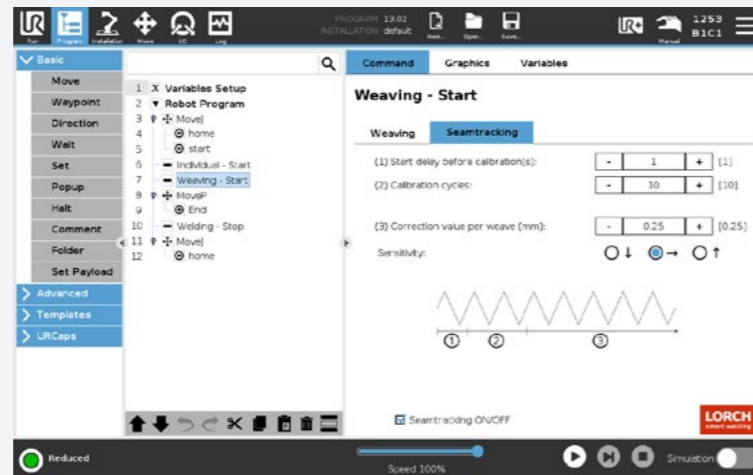 UR
PROGRAM 13.02
INSTALLATION default
Run Program Installation Move I/O Log New... Open... Save...
UR+
Manual
1253
B1C1
Basic
Move
Waypoint
Direction
Wait
Set
Popup
Halt
Comment
Folder
Set Payload
Advanced
Templates
URCaps
1 X Variables Setup
2 Robot Program
3 MoveJ
4 home
5 start
6 Individual - Start
7 Weaving - Start
8 MoveP
9 End
10 Welding - Stop
11 MoveJ
12 home
Command Graphics Variables
Weaving - Start
Weaving Seamtracking
(1) Start delay before calibration(s): - 1 + [1]
(2) Calibration cycles: - 10 + [10]
(3) Correction value per weave (mm): - 0.25 + [0.25]
Sensitivity: ↓ → ↑
① ② ③
Seamtracking ON/OFF
LORCH
smart welding
Reduced
Speed 100%
Simulation